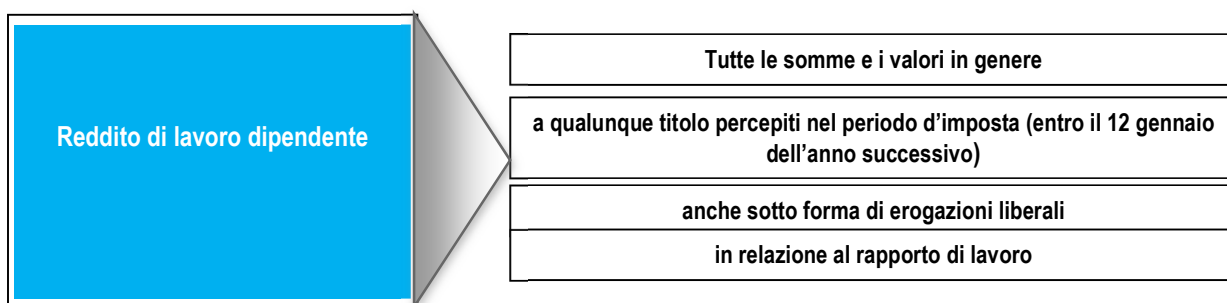 Reddito di lavoro dipendente
Tutte le somme e i valori in genere
a qualunque titolo percepiti nel periodo d’imposta (entro il 12 gennaio
dell’anno successivo)
anche sotto forma di erogazioni liberali
in relazione al rapporto di lavoro